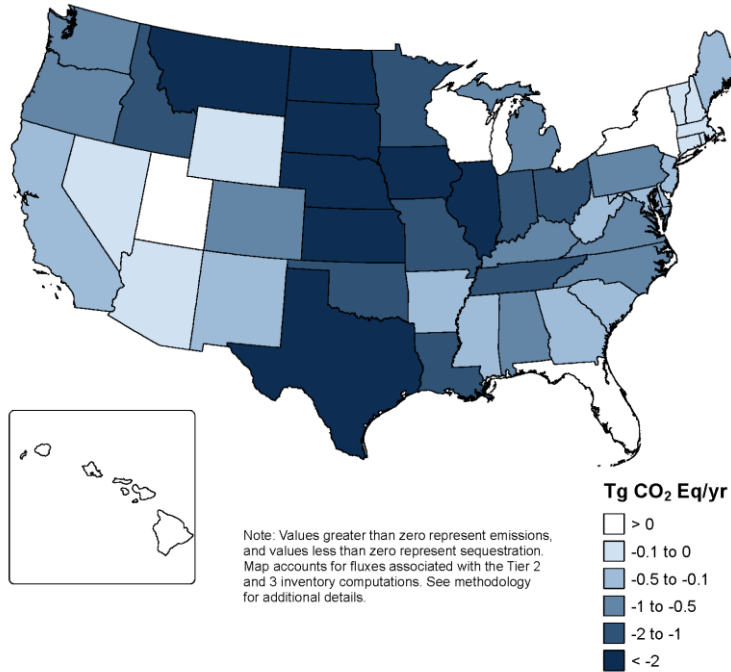 Note: Values greater than zero represent emissions,
and values less than zero represent sequestration.
Map accounts for fluxes associated with the Tier 2
and 3 inventory computations. See methodology
for additional details.
Tg CO₂ Eq/yr
> 0
-0.1 to 0
-0.5 to -0.1
-1 to -0.5
-2 to -1
< -2